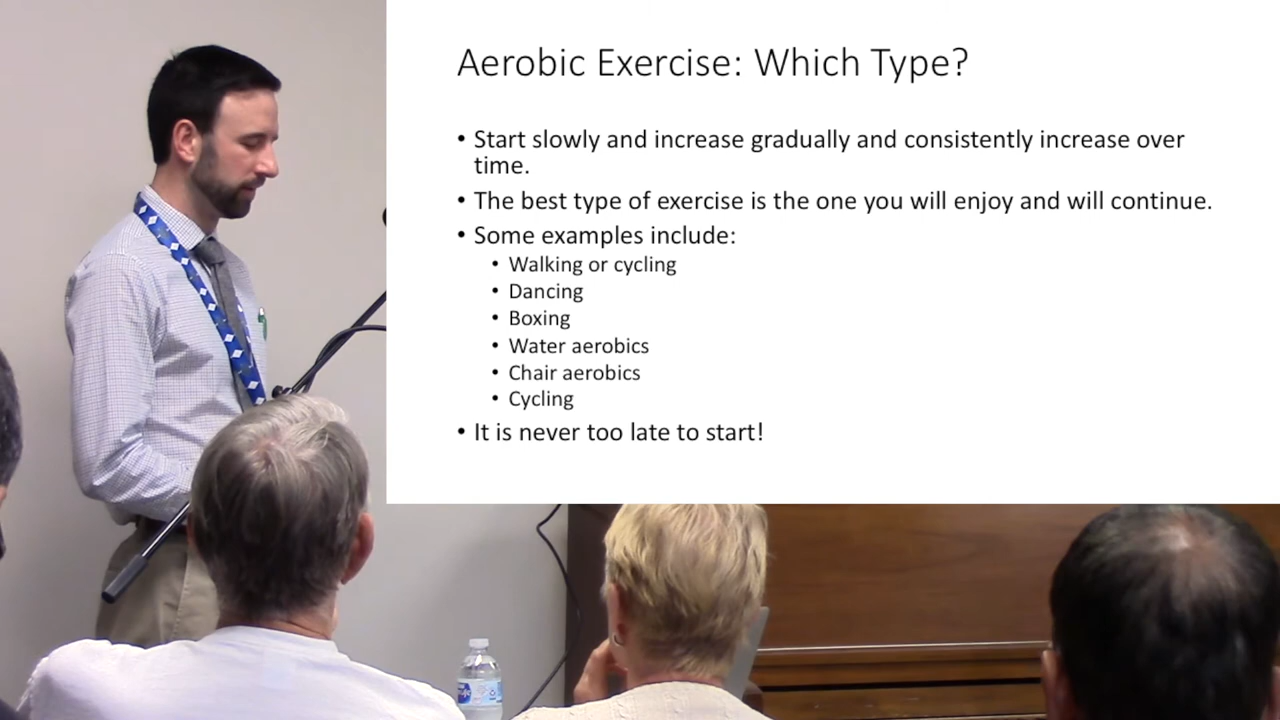 Aerobic Exercise: Which Type?
• Start slowly and increase gradually and consistently increase over
time.
• The best type of exercise is the one you will enjoy and will continue.
• Some examples include:
• Walking or cycling
• Dancing
• Boxing
• Water aerobics
• Chair aerobics
• Cycling
• It is never too late to start!